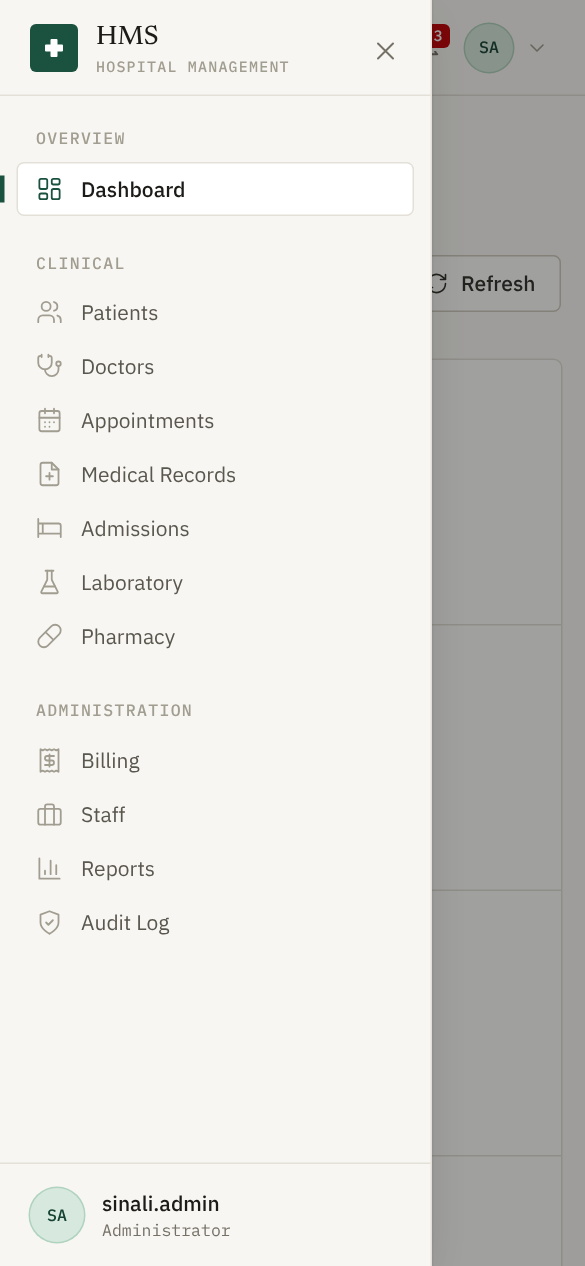 HMS
HOSPITAL MANAGEMENT
3
SA
OVERVIEW
Dashboard
CLINICAL
Patients
Doctors
Appointments
Medical Records
Admissions
Laboratory
Pharmacy
ADMINISTRATION
Billing
Staff
Reports
Audit Log
Refresh
SA
sinali.admin
Administrator